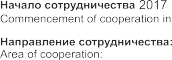 Начало сотрудничества 2017
Commencement of cooperation in
Направление сотрудничества:
Area of cooperation: